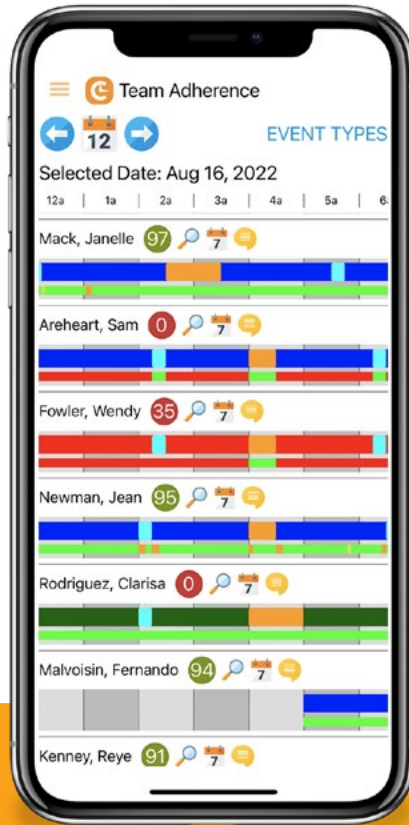 Team Adherence
12
EVENT TYPES
Selected Date: Aug 16, 2022
12a 1a 2a 3a 4a 5a 6
Mack, Janelle 97 7
Areheart, Sam 0 7
Fowler, Wendy 35 7
Newman, Jean 95 7
Rodriguez, Clarisa 0 7
Malvoisin, Fernando 94 7
Kenney, Reye 91 7